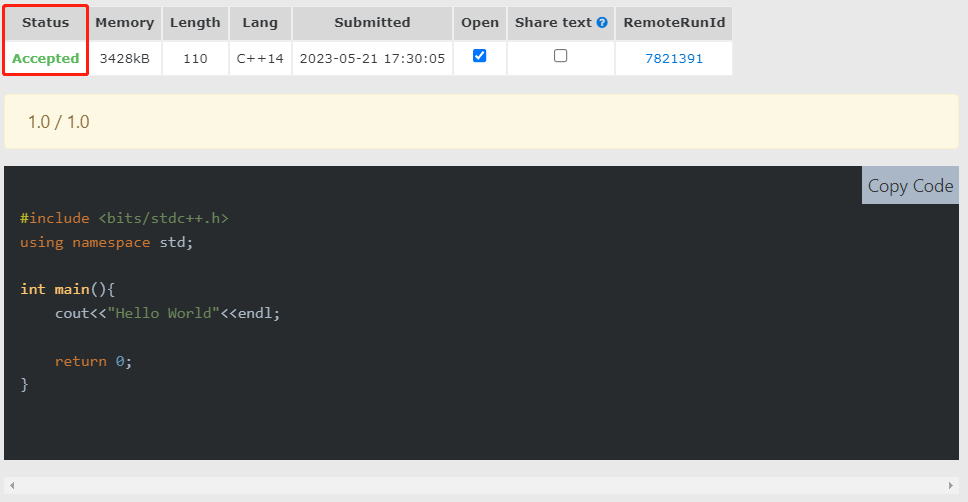 Status Memory Length Lang Submitted Open Share text ? RemoteRunId
Accepted 3428kB 110 C++14 2023-05-21 17:30:05 7821391
1.0 / 1.0
Copy Code
#include <bits/stdc++.h>
using namespace std;
int main(){
    cout<<"Hello World"<<endl;
    return 0;
}